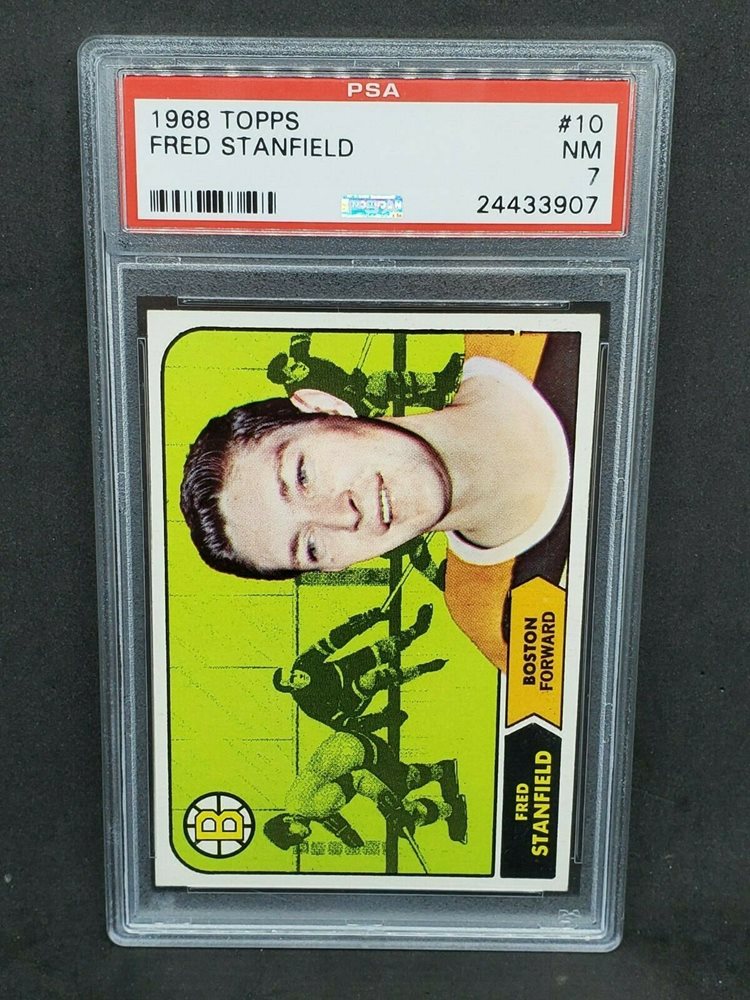 PSA
1968 TOPPS #10
FRED STANFIELD NM
7
24433907
BOSTON
FORWARD
FRED
STANFIELD
B